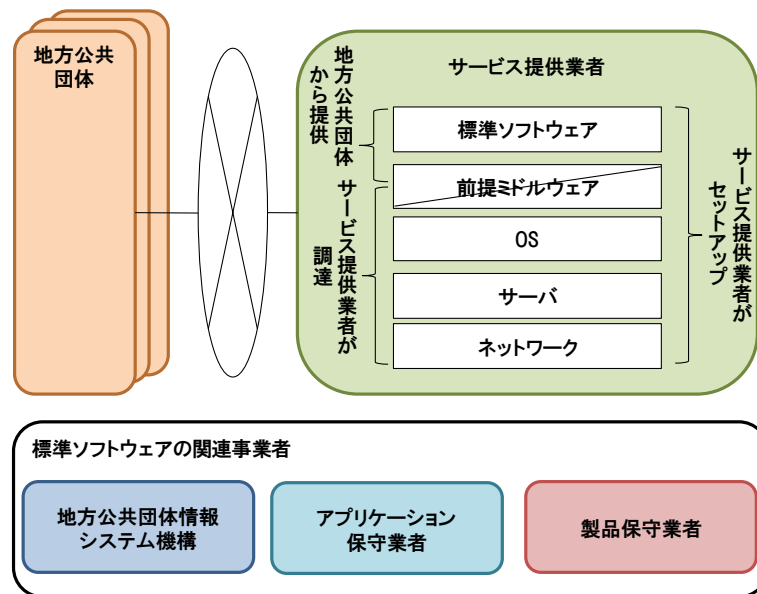 地方公共
団体
サービス提供業者
地方公共団体
から提供
標準ソフトウェア
前提ミドルウェア
OS
サーバ
ネットワーク
サービス提供業者が
調達
サービス提供業者が
セットアップ
標準ソフトウェアの関連事業者
地方公共団体情報
システム機構
アプリケーション
保守業者
製品保守業者